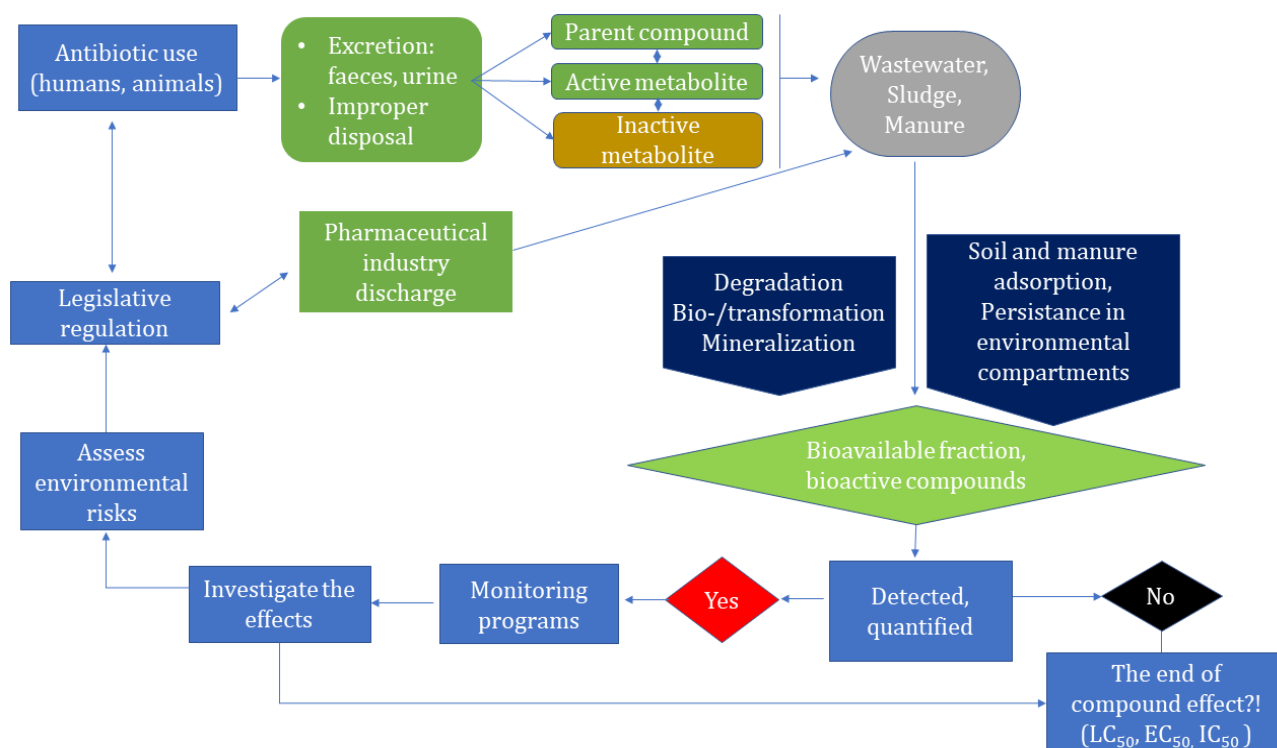 Antibiotic use
(humans, animals)
• Excretion:
faeces, urine
• Improper
disposal
Parent compound
Active metabolite
Inactive
metabolite
Wastewater,
Sludge,
Manure
Pharmaceutical
industry
discharge
Legislative
regulation
Degradation
Bio-/transformation
Mineralization
Soil and manure
adsorption,
Persistance in
environmental
compartments
Bioavailable fraction,
bioactive compounds
Assess
environmental
risks
Investigate the
effects
Monitoring
programs
Yes
Detected,
quantified
No
The end of
compound effect?!
(LC50, EC50, IC50 )